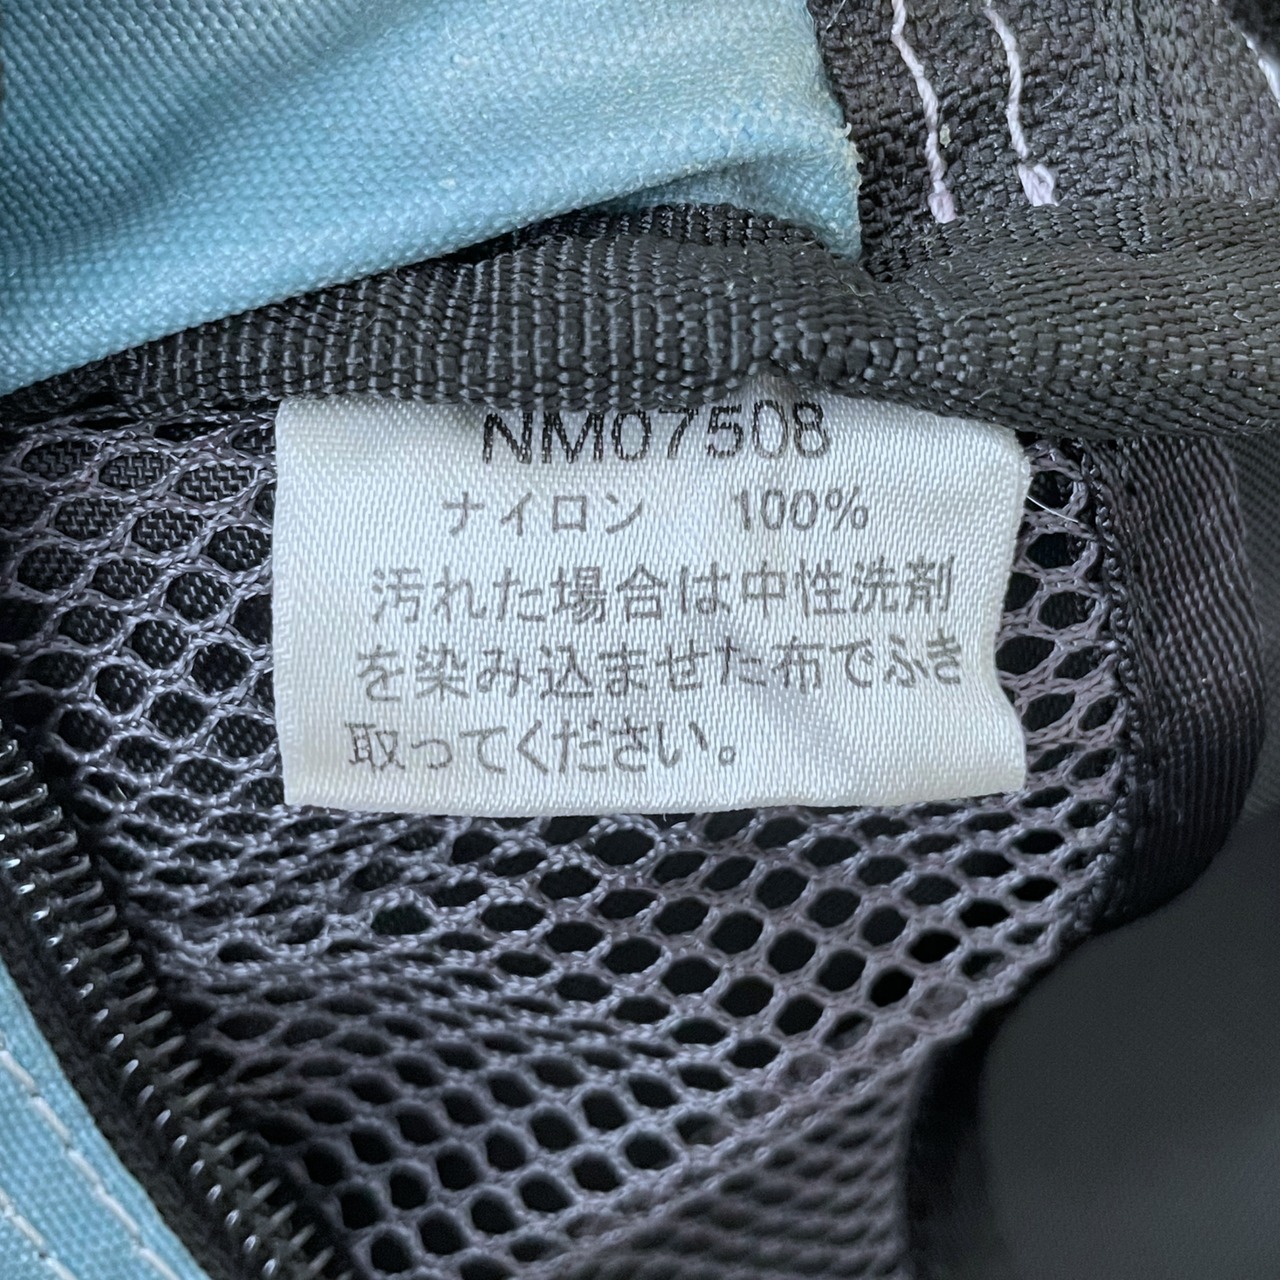 NM07508
ナイロン 100%
汚れた場合は中性洗剤
を染み込ませた布でふき
取ってください。